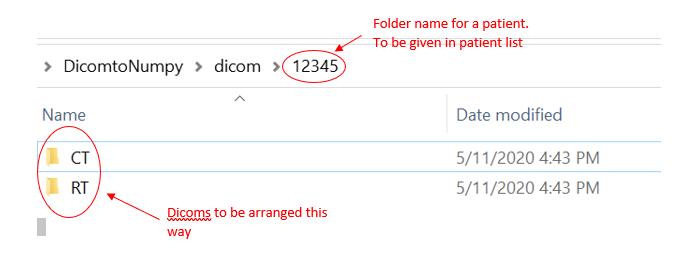 Folder name for a patient.
To be given in patient list
> DicomtoNumpy > dicom > 12345
Name Date modified
CT 5/11/2020 4:43 PM
RT 5/11/2020 4:43 PM
Dicoms to be arranged this
way